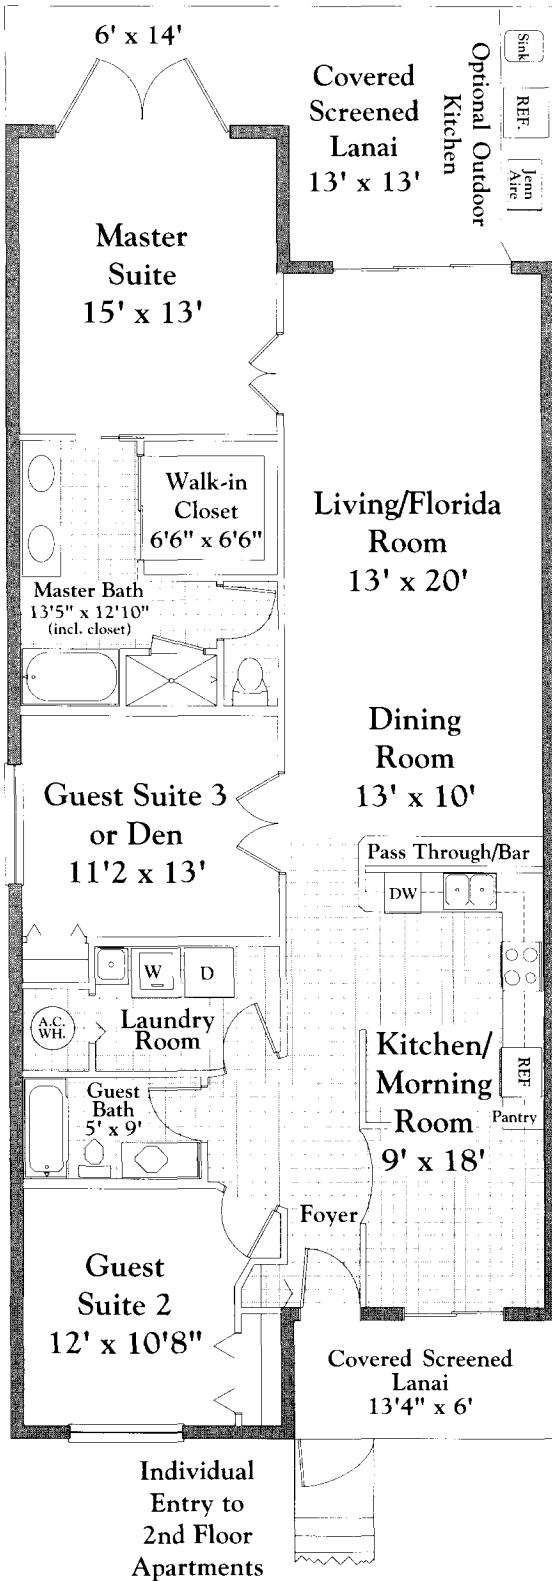 6' x 14'
Covered
Screened
Lanai
13' x 13'
Optional Outdoor
Kitchen
Sink
REF.
Jenn
Aire
Master
Suite
15' x 13'
Walk-in
Closet
6'6" x 6'6"
Living/Florida
Room
13' x 20'
Master Bath
13'5" x 12'10"
(incl. closet)
Dining
Room
13' x 10'
Guest Suite 3
or Den
11'2 x 13'
Pass Through/Bar
DW
W
D
A.C.
WH.
Laundry
Room
Kitchen/
Morning
Room
9' x 18'
REF
Pantry
Guest
Bath
5' x 9'
Foyer
Guest
Suite 2
12' x 10'8"
Covered Screened
Lanai
13'4" x 6'
Individual
Entry to
2nd Floor
Apartments